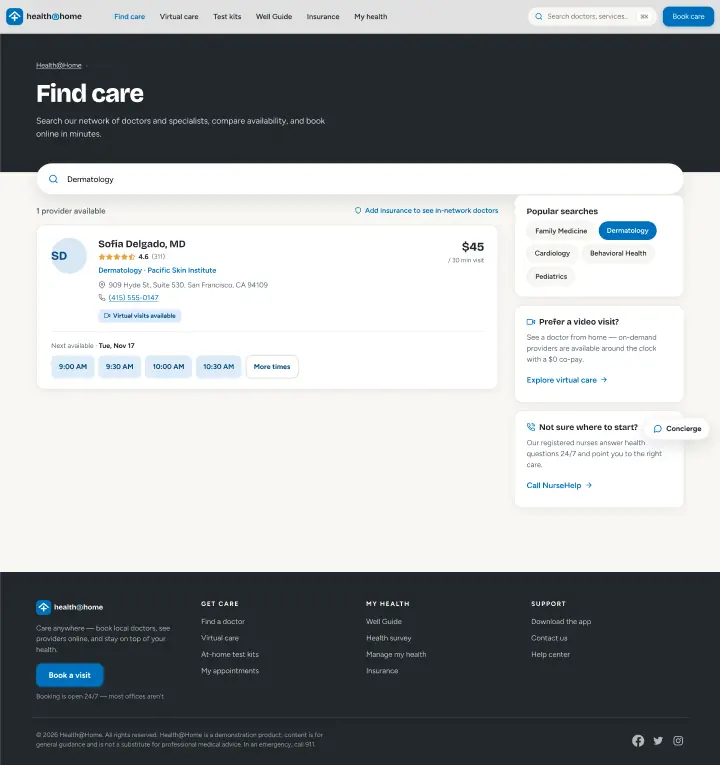 health@home
Find care
Virtual care
Test kits
Well Guide
Insurance
My health
Search doctors, services...
⌘K
Book care
Health@Home
Find care
Search our network of doctors and specialists, compare availability, and book
online in minutes.
Dermatology
1 provider available
Add insurance to see in-network doctors
SD
Sofia Delgado, MD
4.6 (311)
Dermatology · Pacific Skin Institute
909 Hyde St, Suite 530, San Francisco, CA 94109
(415) 555-0147
Virtual visits available
$45
/ 30 min visit
Next available · Tue, Nov 17
9:00 AM
9:30 AM
10:00 AM
10:30 AM
More times
Popular searches
Family Medicine
Dermatology
Cardiology
Behavioral Health
Pediatrics
Prefer a video visit?
See a doctor from home — on-demand
providers are available around the clock
with a $0 co-pay.
Explore virtual care →
Not sure where to start?
Our registered nurses answer health
questions 24/7 and point you to the right
care.
Call NurseHelp →
Concierge
health@home
Care anywhere — book local doctors, see
providers online, and stay on top of your
health.
Book a visit
Booking is open 24/7 — most offices aren't.
GET CARE
Find a doctor
Virtual care
At-home test kits
My appointments
MY HEALTH
Well Guide
Health survey
Manage my health
Insurance
SUPPORT
Download the app
Contact us
Help center
© 2026 Health@Home. All rights reserved. Health@Home is a demonstration product; content is for
general guidance and is not a substitute for professional medical advice. In an emergency, call 911.